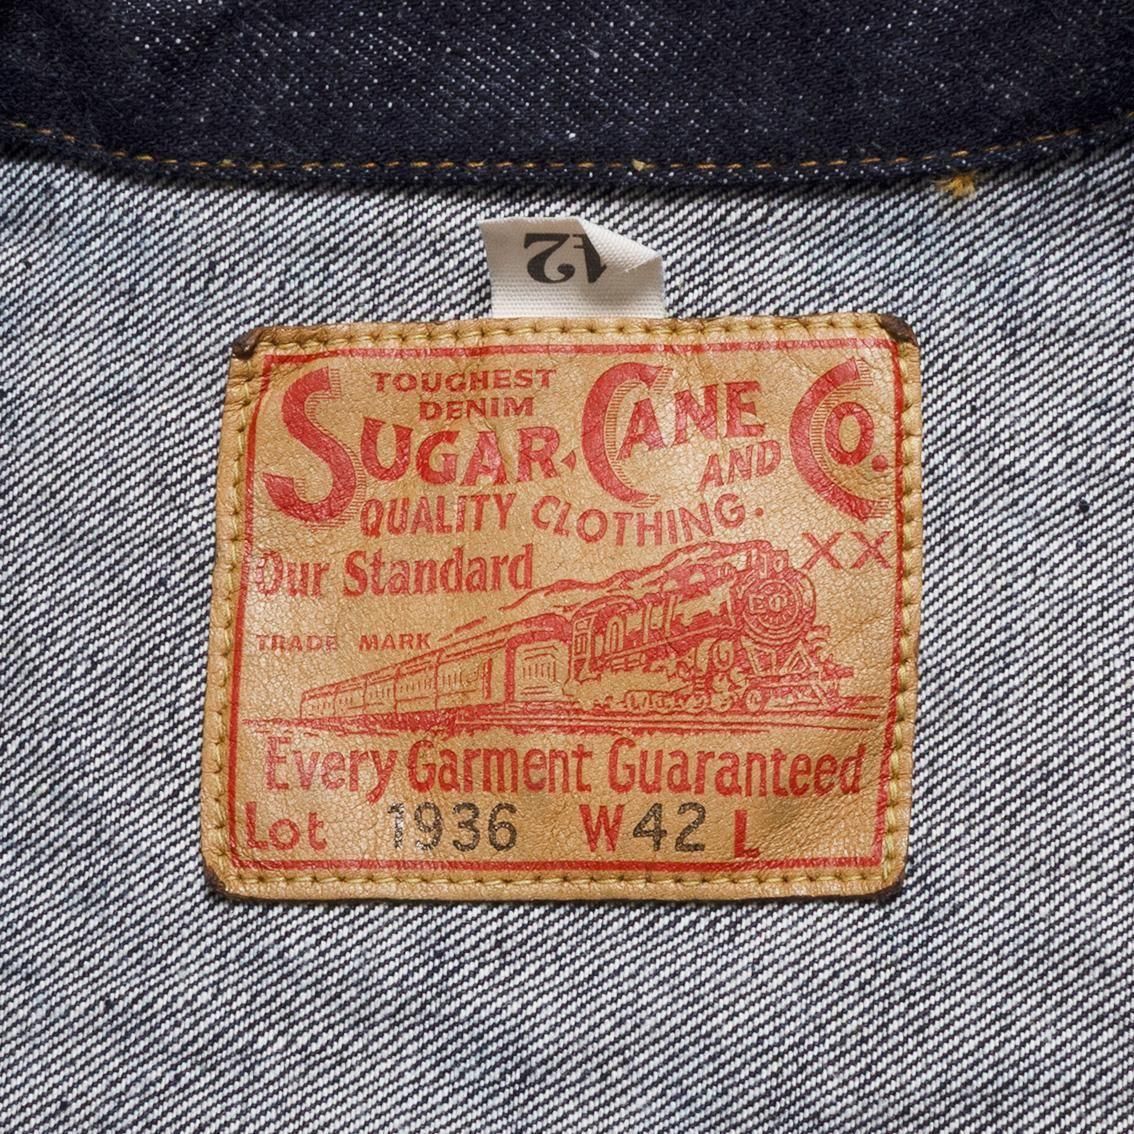 42
TOUGHEST
DENIM
SUGAR CANE CO.
AND
QUALITY CLOTHING.
XX
Our Standard
TRADE MARK
Every Garment Guaranteed
Lot 1936 W 42 L